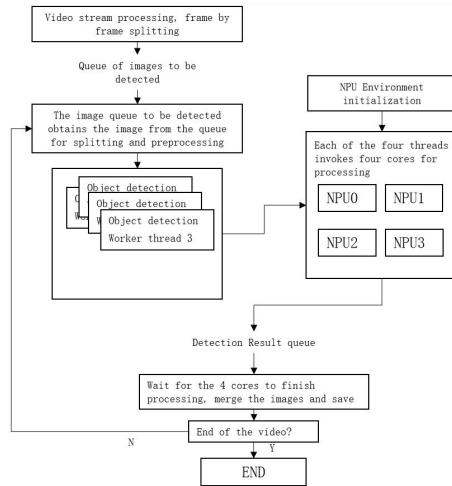 Video stream processing, frame by
frame splitting
Queue of images to be
detected
NPU Environment
initialization
The image queue to be detected
obtains the image from the queue
for splitting and preprocessing
Each of the four threads
invokes four cores for
processing
NPU0 NPU1
NPU2 NPU3
Object detection
Object detection
Object detection
Worker thread 3
Detection Result queue
Wait for the 4 cores to finish
processing, merge the images and save
End of the video?
N
Y
END